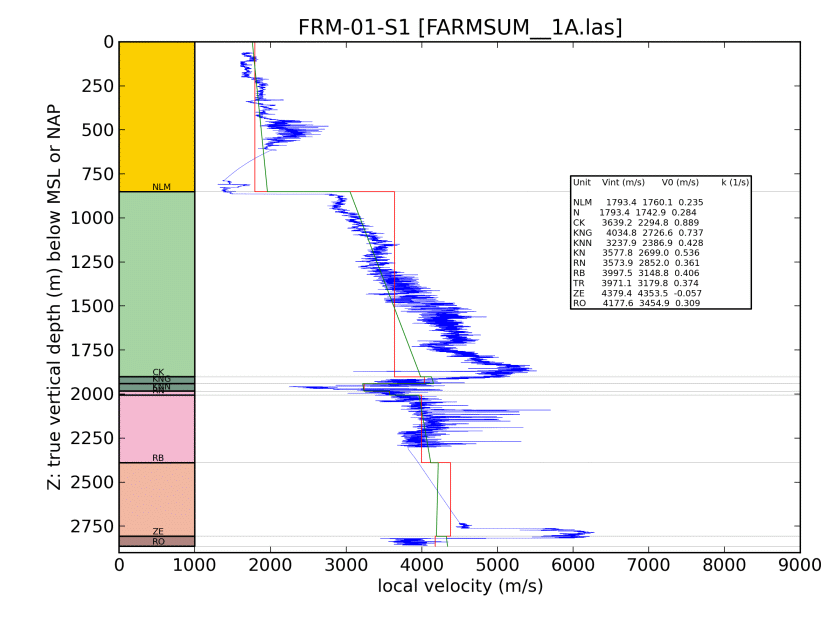 FRM-01-S1 [FARMSUM__1A.las]
0
250
500
750
1000
1250
1500
1750
2000
2250
2500
2750
Z: true vertical depth (m) below MSL or NAP
NLM
CK
KNG
KNN
RN
RB
ZE
RO
Unit Vint (m/s) V0 (m/s) k (1/s)
NLM 1793.4 1760.1 0.235
N 1793.4 1742.9 0.284
CK 3639.2 2294.8 0.889
KNG 4034.8 2726.6 0.737
KNN 3237.9 2386.9 0.428
KN 3577.8 2699.0 0.536
RN 3573.9 2852.0 0.361
RB 3997.5 3148.8 0.406
TR 3971.1 3179.8 0.374
ZE 4379.4 4353.5 -0.057
RO 4177.6 3454.9 0.309
0 1000 2000 3000 4000 5000 6000 7000 8000 9000
local velocity (m/s)